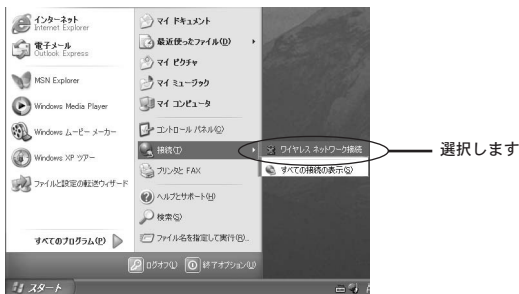 インターネット
Internet Explorer
電子メール
Outlook Express
MSN Explorer
Windows Media Player
Windows ムービー メーカー
Windows XP ツアー
ファイルと設定の転送ウィザード
すべてのプログラム(P)
マイ ドキュメント
最近使ったファイル(D)
マイ ピクチャ
マイ ミュージック
マイ コンピュータ
コントロール パネル(C)
接続(T)
プリンタと FAX
ヘルプとサポート(H)
検索(S)
ファイル名を指定して実行(R)...
ワイヤレス ネットワーク接続
すべての接続の表示(S)
選択します
ログオフ(L)
終了オプション(U)
スタート